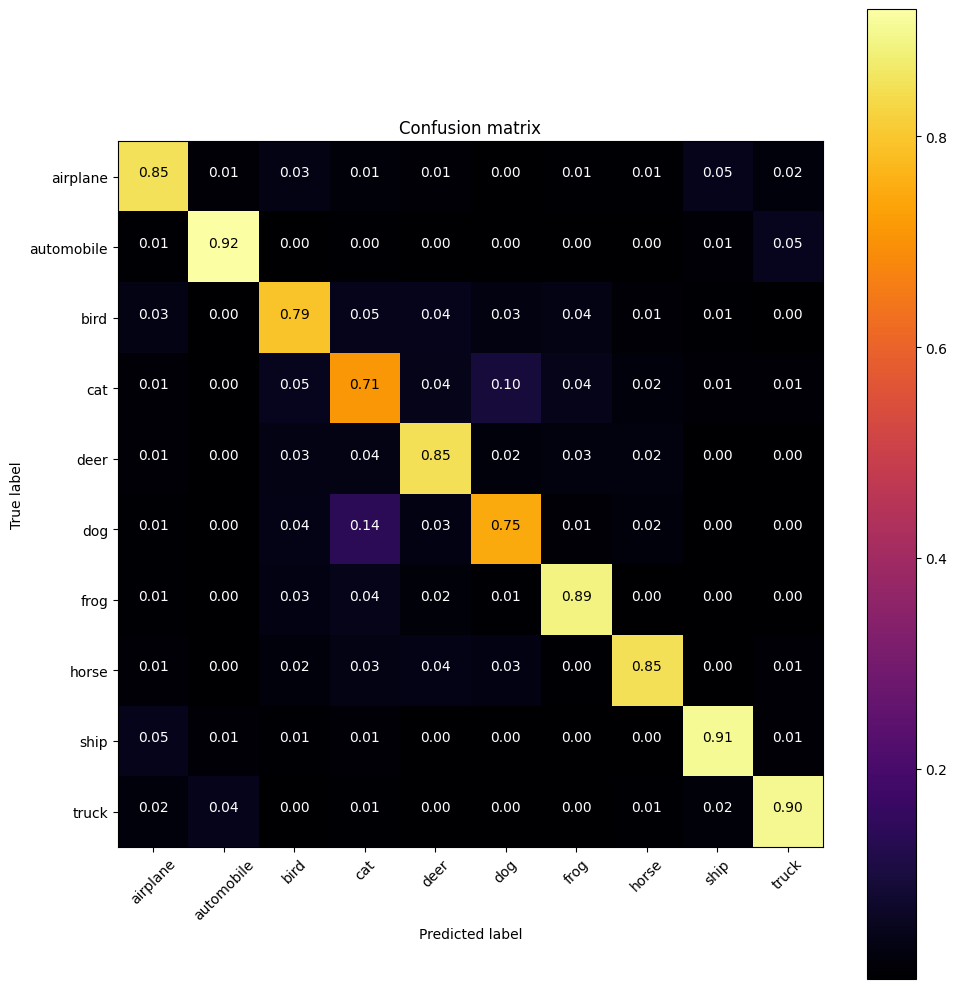 Confusion matrix
airplane 0.85 0.01 0.03 0.01 0.01 0.00 0.01 0.01 0.05 0.02
automobile 0.01 0.92 0.00 0.00 0.00 0.00 0.00 0.00 0.01 0.05
bird 0.03 0.00 0.79 0.05 0.04 0.03 0.04 0.01 0.01 0.00
cat 0.01 0.00 0.05 0.71 0.04 0.10 0.04 0.02 0.01 0.01
deer 0.01 0.00 0.03 0.04 0.85 0.02 0.03 0.02 0.00 0.00
dog 0.01 0.00 0.04 0.14 0.03 0.75 0.01 0.02 0.00 0.00
frog 0.01 0.00 0.03 0.04 0.02 0.01 0.89 0.00 0.00 0.00
horse 0.01 0.00 0.02 0.03 0.04 0.03 0.00 0.85 0.00 0.01
ship 0.05 0.01 0.01 0.01 0.00 0.00 0.00 0.00 0.91 0.01
truck 0.02 0.04 0.00 0.01 0.00 0.00 0.00 0.01 0.02 0.90
airplane automobile bird cat deer dog frog horse ship truck
True label
Predicted label
0.8
0.6
0.4
0.2